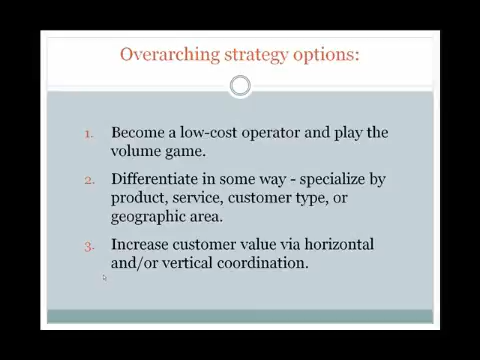 Overarching strategy options:
1. Become a low-cost operator and play the
volume game.
2. Differentiate in some way - specialize by
product, service, customer type, or
geographic area.
3. Increase customer value via horizontal
and/or vertical coordination.